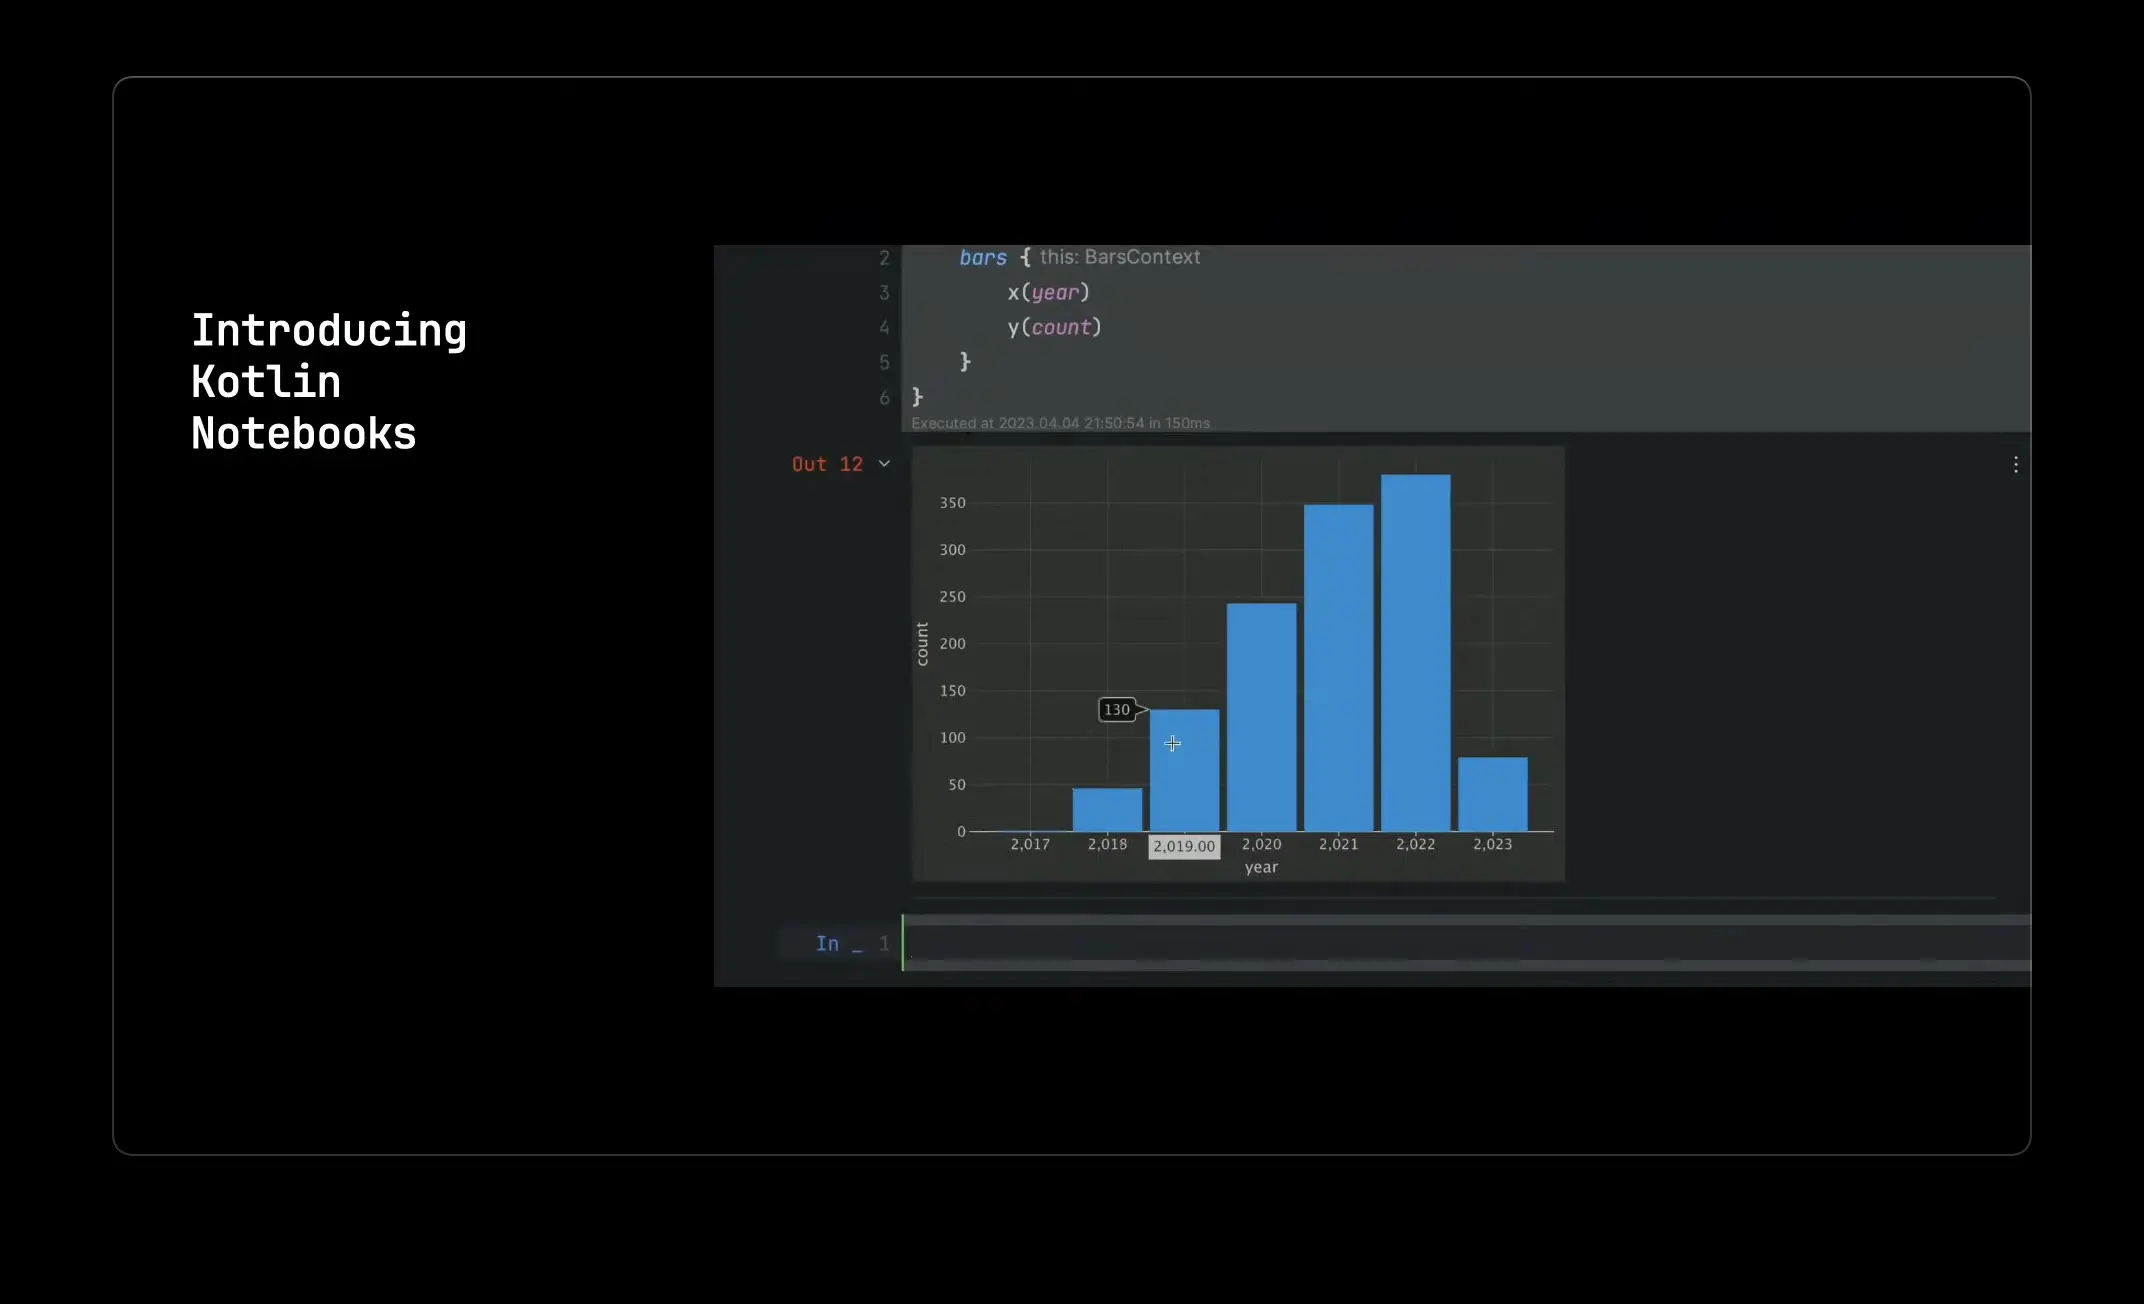 Introducing
Kotlin
Notebooks
2 bars { this: BarsContext
3 x(year)
4 y(count)
5 }
6 }
Executed at 2023.04.04 21:50:54 in 150ms
Out 12
350
300
250
200
150
100
50
0
count
130
2,017 2,018 2,019.00 2,020 2,021 2,022 2,023
year
In _ 1